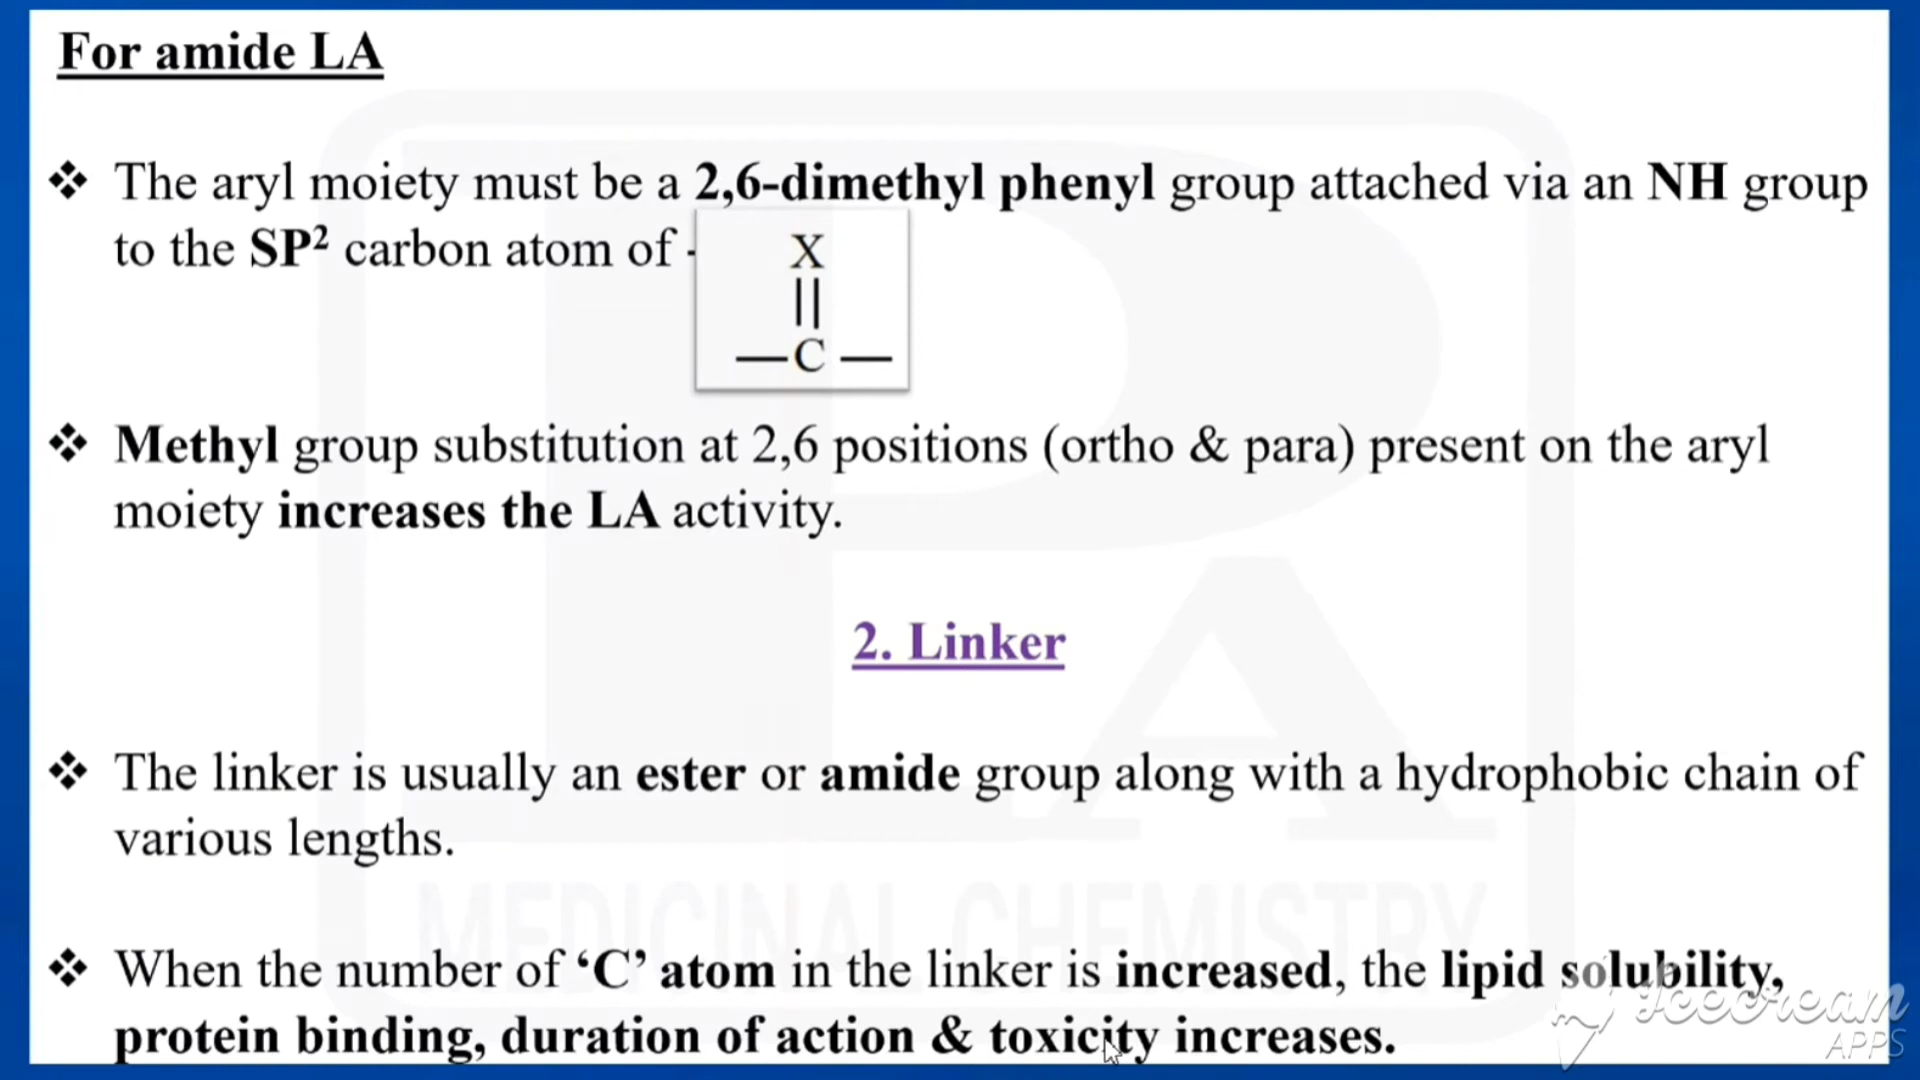 For amide LA
❖ The aryl moiety must be a 2,6-dimethyl phenyl group attached via an NH group
to the SP² carbon atom of -
X
||
—C—
❖ Methyl group substitution at 2,6 positions (ortho & para) present on the aryl
moiety increases the LA activity.
2. Linker
❖ The linker is usually an ester or amide group along with a hydrophobic chain of
various lengths.
❖ When the number of ‘C’ atom in the linker is increased, the lipid solubility,
protein binding, duration of action & toxicity increases.
PA
MEDICINAL CHEMISTRY
Icecream
APPS